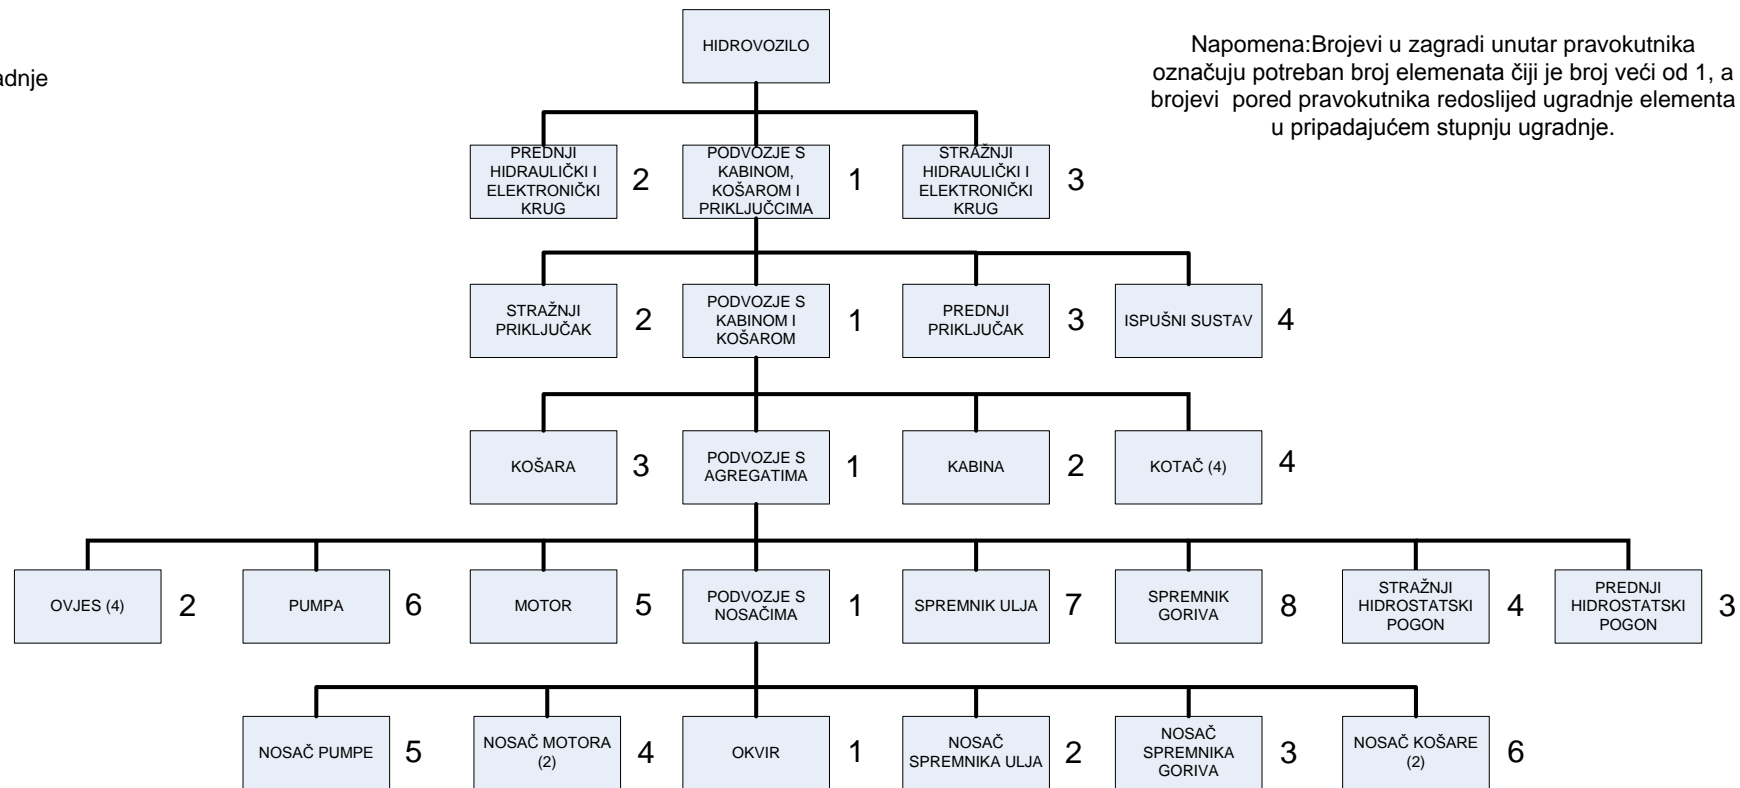 HIDROVOZILO
Napomena:Brojevi u zagradi unutar pravokutnika
označuju potreban broj elemenata čiji je broj veći od 1, a
brojevi pored pravokutnika redoslijed ugradnje elementa
u pripadajućem stupnju ugradnje.
adnje
PREDNJI
HIDRAULIČKI I
ELEKTRONIČKI
KRUG
2
PODVOZJE S
KABINOM,
KOŠAROM I
PRIKLJUČCIMA
1
STRAŽNJI
HIDRAULIČKI I
ELEKTRONIČKI
KRUG
3
STRAŽNJI
PRIKLJUČAK
2
PODVOZJE S
KABINOM I
KOŠAROM
1
PREDNJI
PRIKLJUČAK
3
ISPUŠNI SUSTAV
4
KOŠARA
3
PODVOZJE S
AGREGATIMA
1
KABINA
2
KOTAČ (4)
4
OVJES (4)
2
PUMPA
6
MOTOR
5
PODVOZJE S
NOSAČIMA
1
SPREMNIK ULJA
7
SPREMNIK
GORIVA
8
STRAŽNJI
HIDROSTATSKI
POGON
4
PREDNJI
HIDROSTATSKI
POGON
3
NOSAČ PUMPE
5
NOSAČ MOTORA
(2)
4
OKVIR
1
NOSAČ
SPREMNIKA ULJA
2
NOSAČ
SPREMNIKA
GORIVA
3
NOSAČ KOŠARE
(2)
6